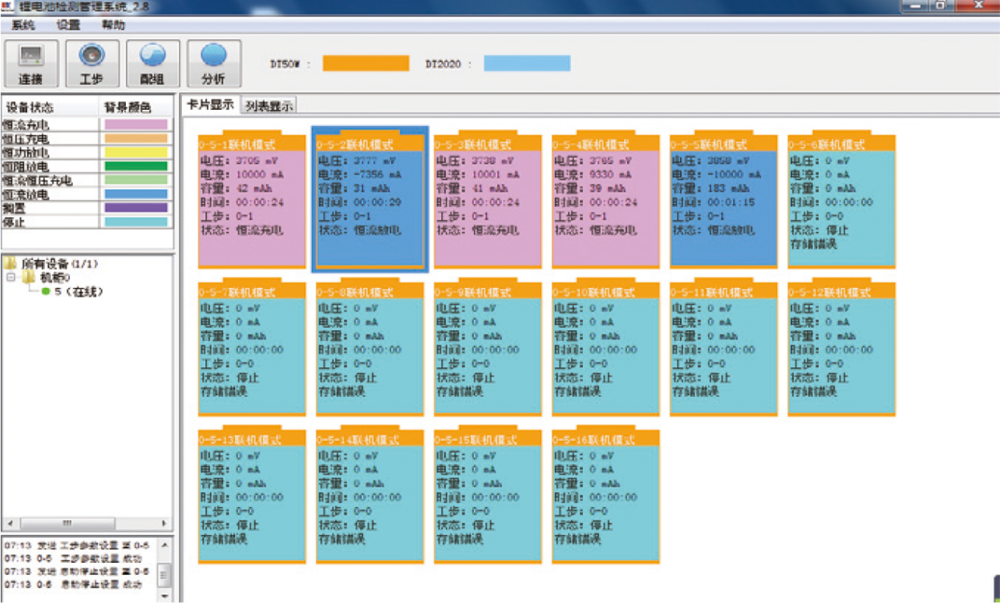 锂电池检测管理系统_2.8
系统 设置 帮助
连接 工步 配组 分析
DT50W : DT2020 :
设备状态 背景颜色
恒流充电
恒压充电
恒功放电
恒阻放电
恒流恒压充电
恒流放电
搁置
停止
所有设备(1/1)
机柜0
5(在线)
07:13 发送 工步参数设置 至 0-5
07:13 0-5 工步参数设置 成功
07:13 发送 启动停止设置 至 0-5
07:13 0-5 启动停止设置 成功
卡片显示 列表显示
0-5-1联机模式
电压: 3705 mV
电流: 10000 mA
容量: 42 mAh
时间: 00:00:24
工步: 0-1
状态: 恒流充电
0-5-2联机模式
电压: 3777 mV
电流: -7356 mA
容量: 31 mAh
时间: 00:00:29
工步: 0-1
状态: 恒流放电
0-5-3联机模式
电压: 3738 mV
电流: 10001 mA
容量: 41 mAh
时间: 00:00:24
工步: 0-1
状态: 恒流充电
0-5-4联机模式
电压: 3765 mV
电流: 9330 mA
容量: 39 mAh
时间: 00:00:24
工步: 0-1
状态: 恒流充电
0-5-5联机模式
电压: 3858 mV
电流: -10000 mA
容量: 183 mAh
时间: 00:01:15
工步: 0-1
状态: 恒流放电
0-5-6联机模式
电压: 0 mV
电流: 0 mA
容量: 0 mAh
时间: 00:00:00
工步: 0-0
状态: 停止
存储错误
0-5-7联机模式
电压: 0 mV
电流: 0 mA
容量: 0 mAh
时间: 00:00:00
工步: 0-0
状态: 停止
存储错误
0-5-8联机模式
电压: 0 mV
电流: 0 mA
容量: 0 mAh
时间: 00:00:00
工步: 0-0
状态: 停止
存储错误
0-5-9联机模式
电压: 0 mV
电流: 0 mA
容量: 0 mAh
时间: 00:00:00
工步: 0-0
状态: 停止
存储错误
0-5-10联机模式
电压: 0 mV
电流: 0 mA
容量: 0 mAh
时间: 00:00:00
工步: 0-0
状态: 停止
存储错误
0-5-11联机模式
电压: 0 mV
电流: 0 mA
容量: 0 mAh
时间: 00:00:00
工步: 0-0
状态: 停止
存储错误
0-5-12联机模式
电压: 0 mV
电流: 0 mA
容量: 0 mAh
时间: 00:00:00
工步: 0-0
状态: 停止
存储错误
0-5-13联机模式
电压: 0 mV
电流: 0 mA
容量: 0 mAh
时间: 00:00:00
工步: 0-0
状态: 停止
存储错误
0-5-14联机模式
电压: 0 mV
电流: 0 mA
容量: 0 mAh
时间: 00:00:00
工步: 0-0
状态: 停止
存储错误
0-5-15联机模式
电压: 0 mV
电流: 0 mA
容量: 0 mAh
时间: 00:00:00
工步: 0-0
状态: 停止
存储错误
0-5-16联机模式
电压: 0 mV
电流: 0 mA
容量: 0 mAh
时间: 00:00:00
工步: 0-0
状态: 停止
存储错误